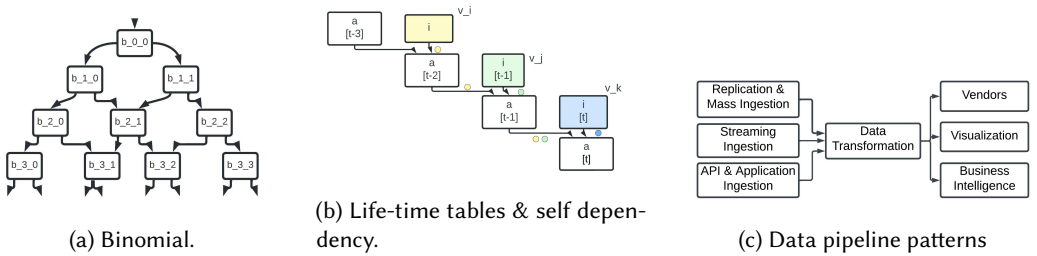 b_0_0
b_1_0
b_1_1
b_2_0
b_2_1
b_2_2
b_3_0
b_3_1
b_3_2
b_3_3
(a) Binomial.
a
[t-3]
i
v_i
a
[t-2]
i
[t-1]
v_j
a
[t-1]
i
[t]
v_k
a
[t]
(b) Life-time tables & self depen-
dency.
Replication &
Mass Ingestion
Streaming
Ingestion
API & Application
Ingestion
Data
Transformation
Vendors
Visualization
Business
Intelligence
(c) Data pipeline patterns